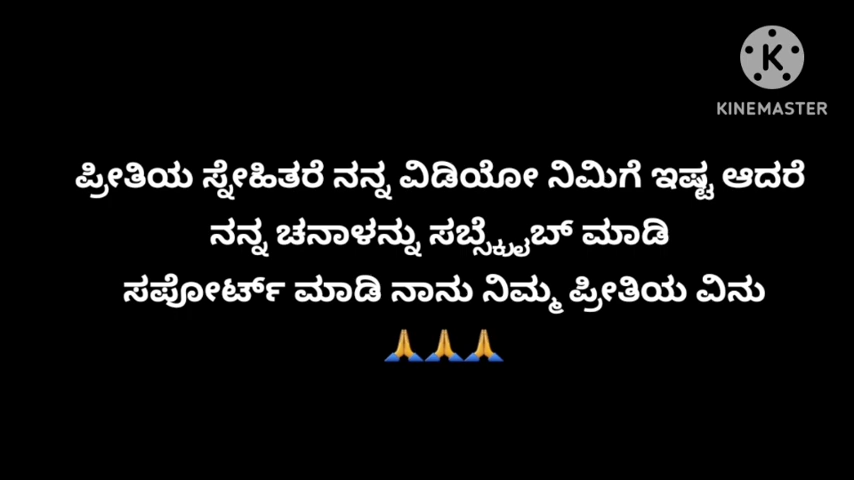 KINEMASTER
ಪ್ರೀತಿಯ ಸ್ನೇಹಿತರೆ ನನ್ನ ವಿಡಿಯೋ ನಿಮಿಗೆ ಇಷ್ಟ ಆದರೆ
ನನ್ನ ಚನಾಳನ್ನು ಸಬ್ಸ್ಕ್ರೈಬ್ ಮಾಡಿ
ಸಪೋರ್ಟ್ ಮಾಡಿ ನಾನು ನಿಮ್ಮ ಪ್ರೀತಿಯ ವಿನು
🙏🙏🙏